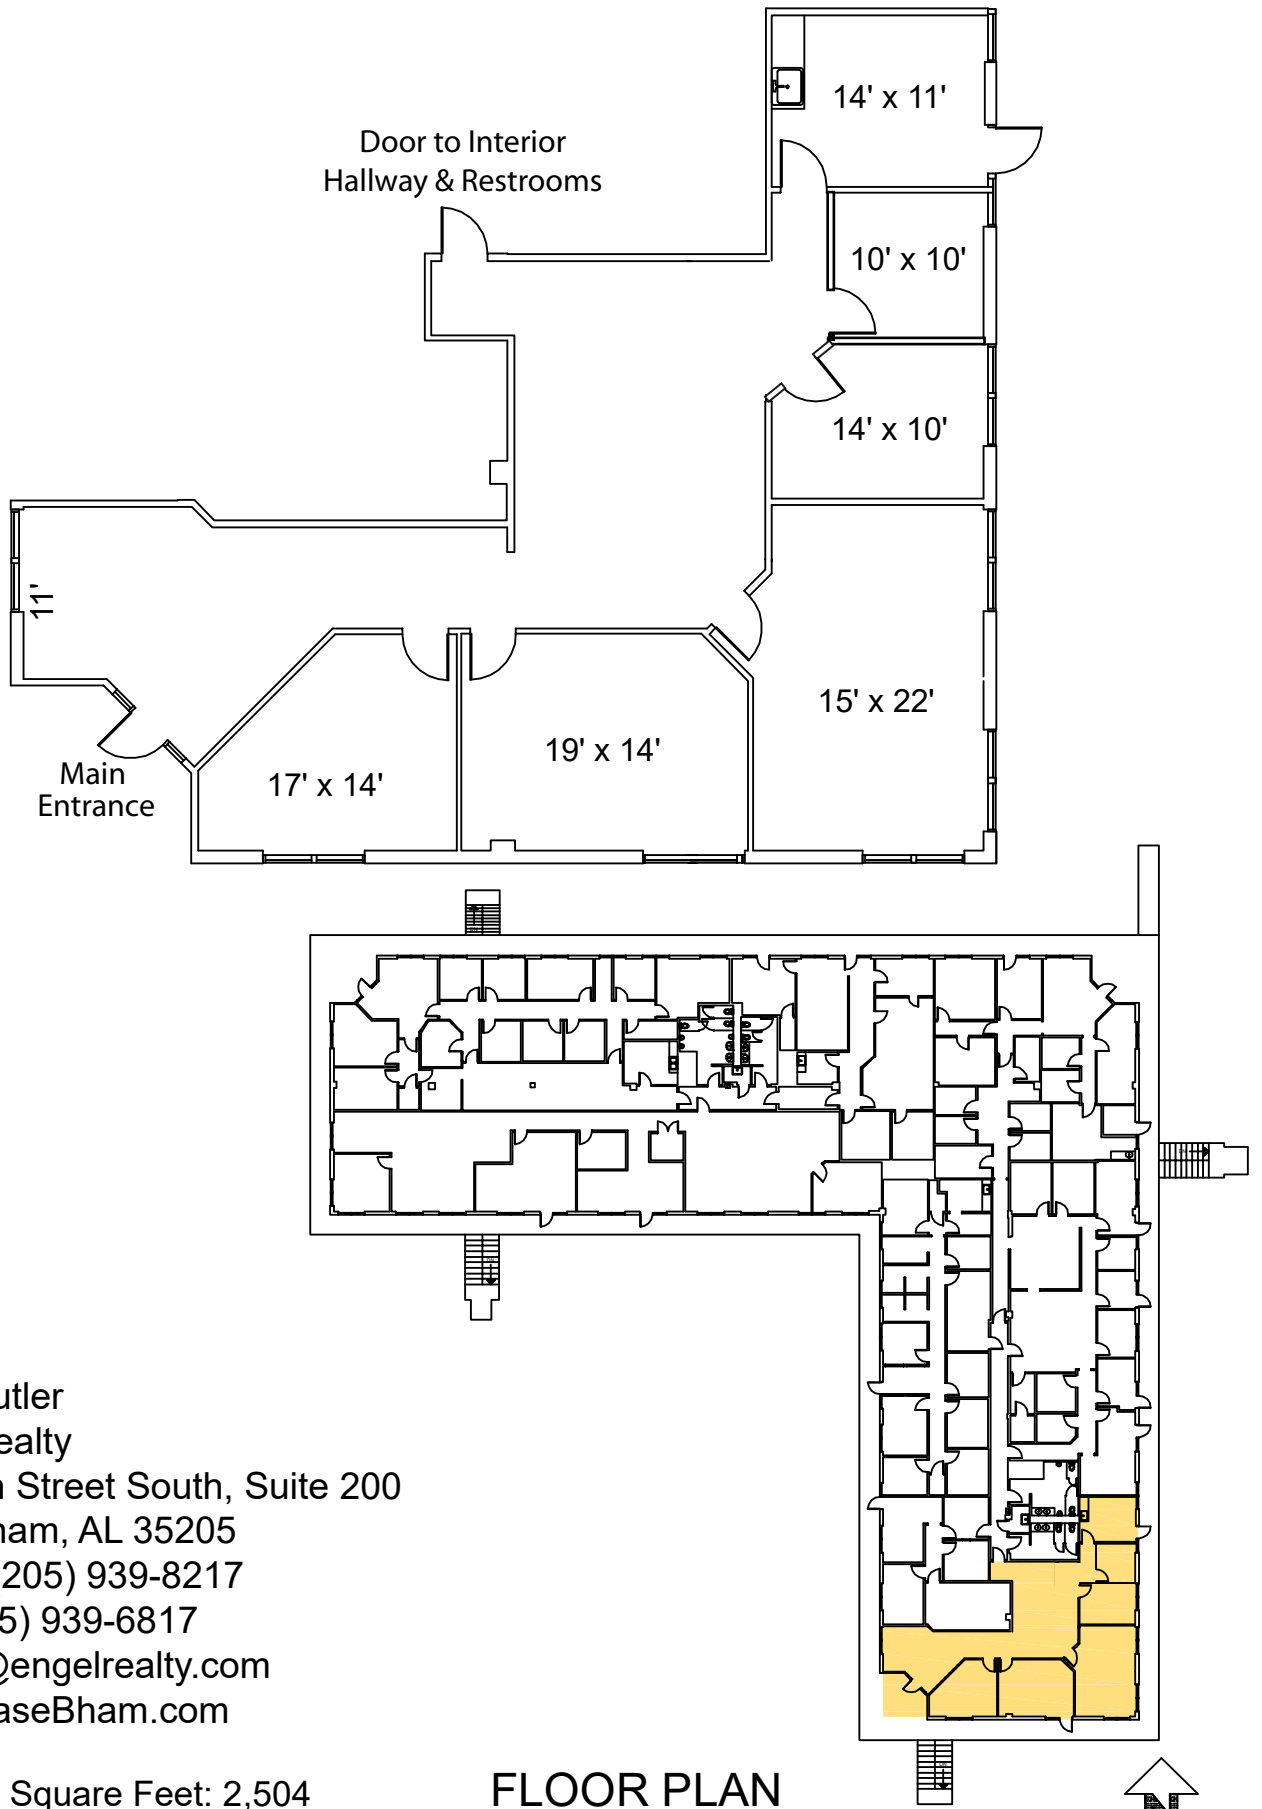 14' x 11'
Door to Interior
Hallway & Restrooms
10' x 10'
14' x 10'
11'
15' x 22'
19' x 14'
17' x 14'
Main
Entrance
utler
ealty
Street South, Suite 200
ham, AL 35205
205) 939-8217
5) 939-6817
@engelrealty.com
aseBham.com
Square Feet: 2,504
FLOOR PLAN
N